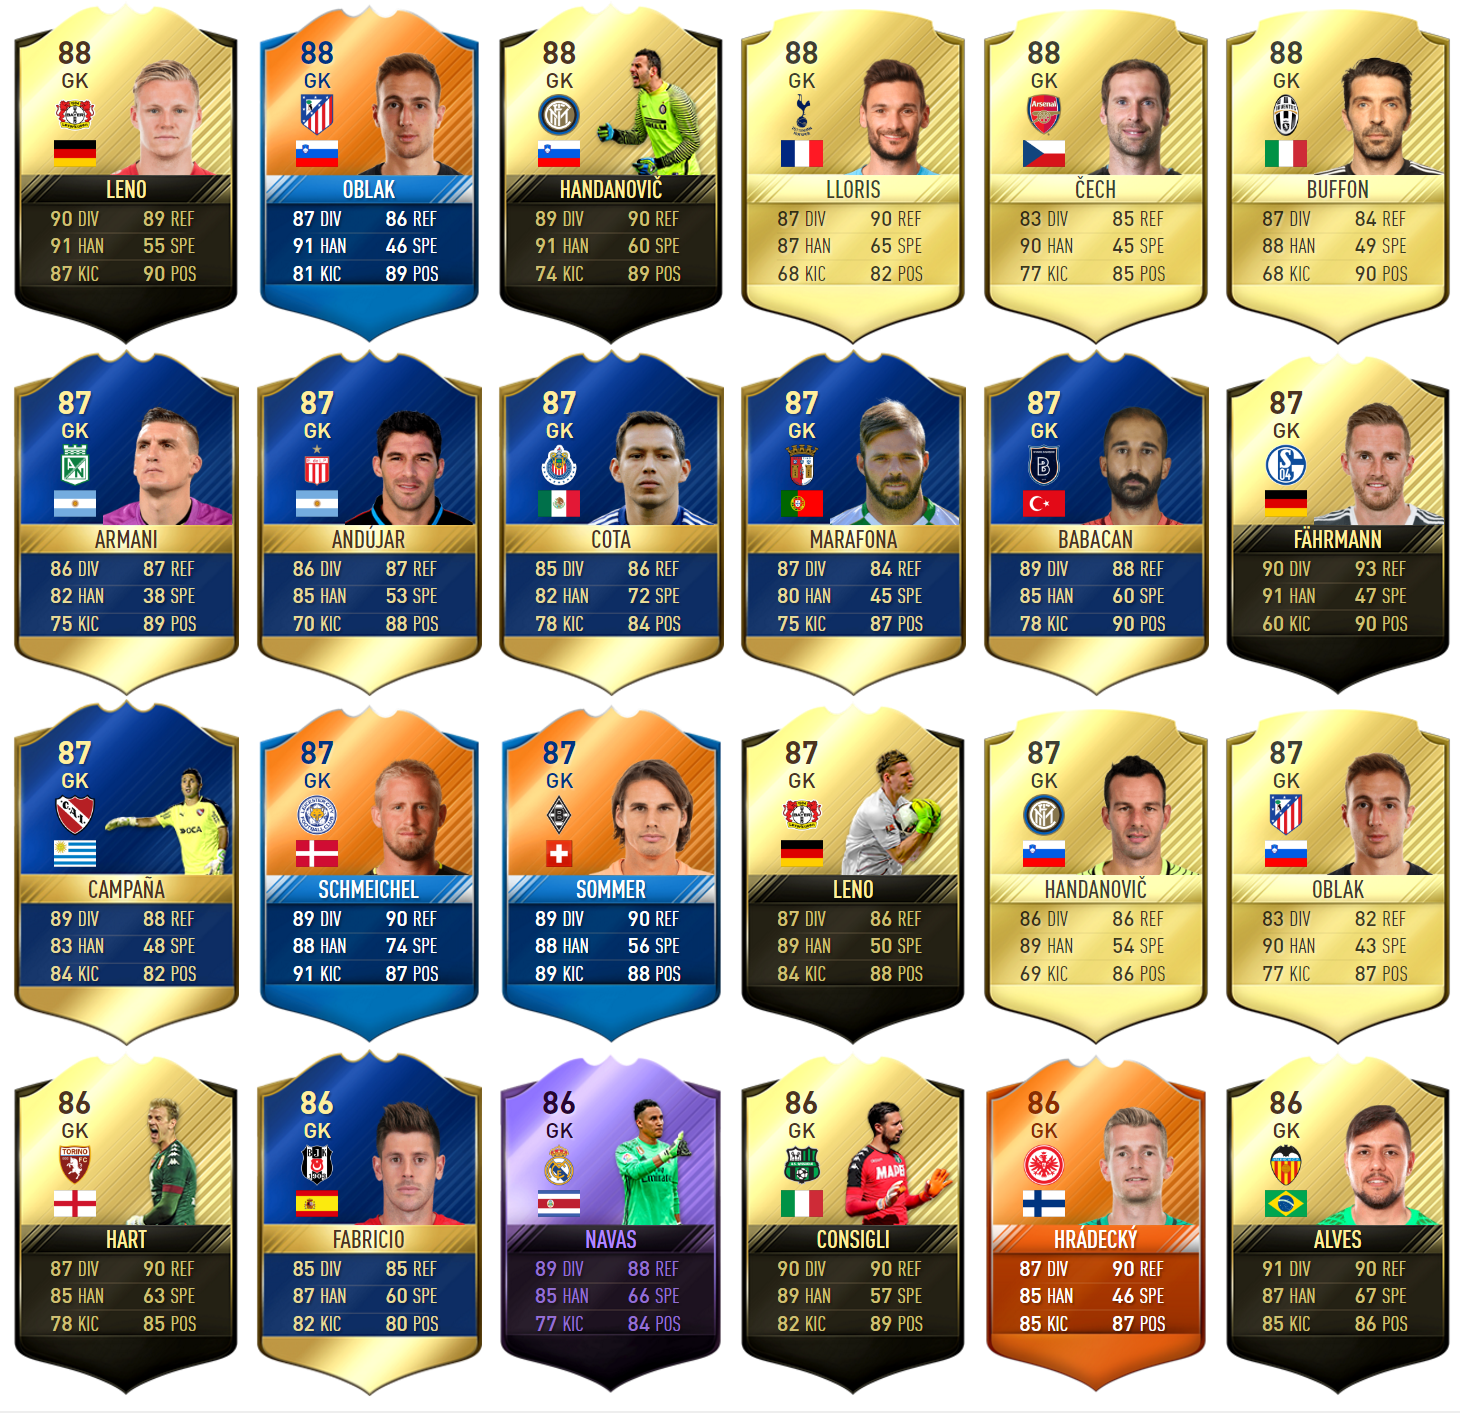 88 88 88 88 88 88
GK GK GK GK GK GK
Arsenal
LENO OBLAK HANDANOVIČ LLORIS ČECH BUFFON
90 DIV 89 REF 87 DIV 86 REF 89 DIV 90 REF 87 DIV 90 REF 83 DIV 85 REF 87 DIV 84 REF
91 HAN 55 SPE 91 HAN 46 SPE 91 HAN 60 SPE 87 HAN 65 SPE 90 HAN 45 SPE 88 HAN 49 SPE
87 KIC 90 POS 81 KIC 89 POS 74 KIC 89 POS 68 KIC 82 POS 77 KIC 85 POS 68 KIC 90 POS
87 87 87 87 87 87
GK GK GK GK GK GK
ARMANI ANDÚJAR COTA MARAFONA BABACAN FÄHRMANN
86 DIV 87 REF 86 DIV 87 REF 85 DIV 86 REF 87 DIV 84 REF 89 DIV 88 REF 90 DIV 93 REF
82 HAN 38 SPE 85 HAN 53 SPE 82 HAN 72 SPE 80 HAN 45 SPE 85 HAN 60 SPE 91 HAN 47 SPE
75 KIC 89 POS 70 KIC 88 POS 78 KIC 84 POS 75 KIC 87 POS 78 KIC 90 POS 60 KIC 90 POS
87 87 87 87 87 87
GK GK GK GK GK GK
CAMPAÑA SCHMEICHEL SOMMER LENO HANDANOVIČ OBLAK
89 DIV 88 REF 89 DIV 90 REF 89 DIV 90 REF 87 DIV 86 REF 86 DIV 86 REF 83 DIV 82 REF
83 HAN 48 SPE 88 HAN 74 SPE 88 HAN 56 SPE 89 HAN 50 SPE 89 HAN 54 SPE 90 HAN 43 SPE
84 KIC 82 POS 91 KIC 87 POS 89 KIC 88 POS 84 KIC 88 POS 69 KIC 86 POS 77 KIC 87 POS
86 86 86 86 86 86
GK GK GK GK GK GK
TORINO
HART FABRICIO NAVAS CONSIGLI HRÁDECKÝ ALVES
87 DIV 90 REF 85 DIV 85 REF 89 DIV 88 REF 90 DIV 90 REF 87 DIV 90 REF 91 DIV 90 REF
85 HAN 63 SPE 87 HAN 60 SPE 85 HAN 66 SPE 89 HAN 57 SPE 85 HAN 46 SPE 87 HAN 67 SPE
78 KIC 85 POS 82 KIC 80 POS 77 KIC 84 POS 82 KIC 89 POS 85 KIC 87 POS 85 KIC 86 POS